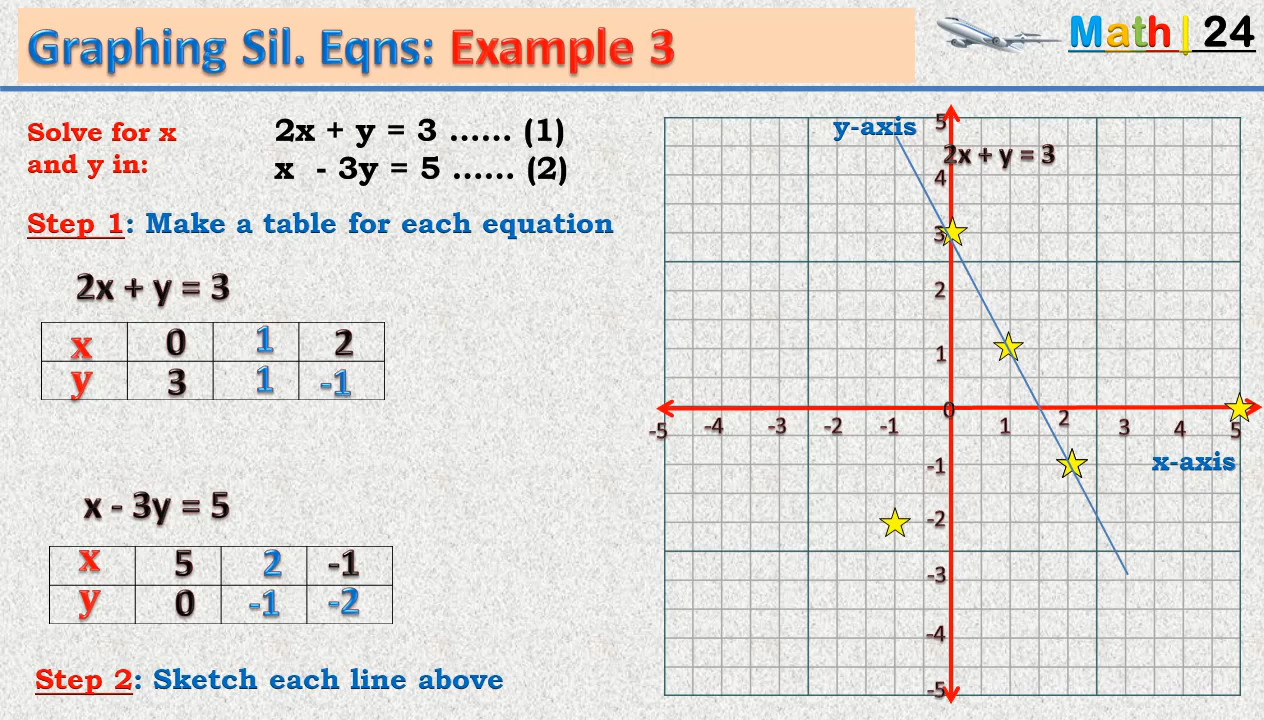 Graphing Sil. Eqns: Example 3
Math| 24
Solve for x
and y in:
2x + y = 3 ...... (1)
x - 3y = 5 ...... (2)
Step 1: Make a table for each equation
2x + y = 3
x 0 1 2
y 3 1 -1
x - 3y = 5
x 5 2 -1
y 0 -1 -2
Step 2: Sketch each line above
y-axis
5
2x + y = 3
4
3
2
1
0
-5 -4 -3 -2 -1 1 2 3 4 5
x-axis
-1
-2
-3
-4
-5